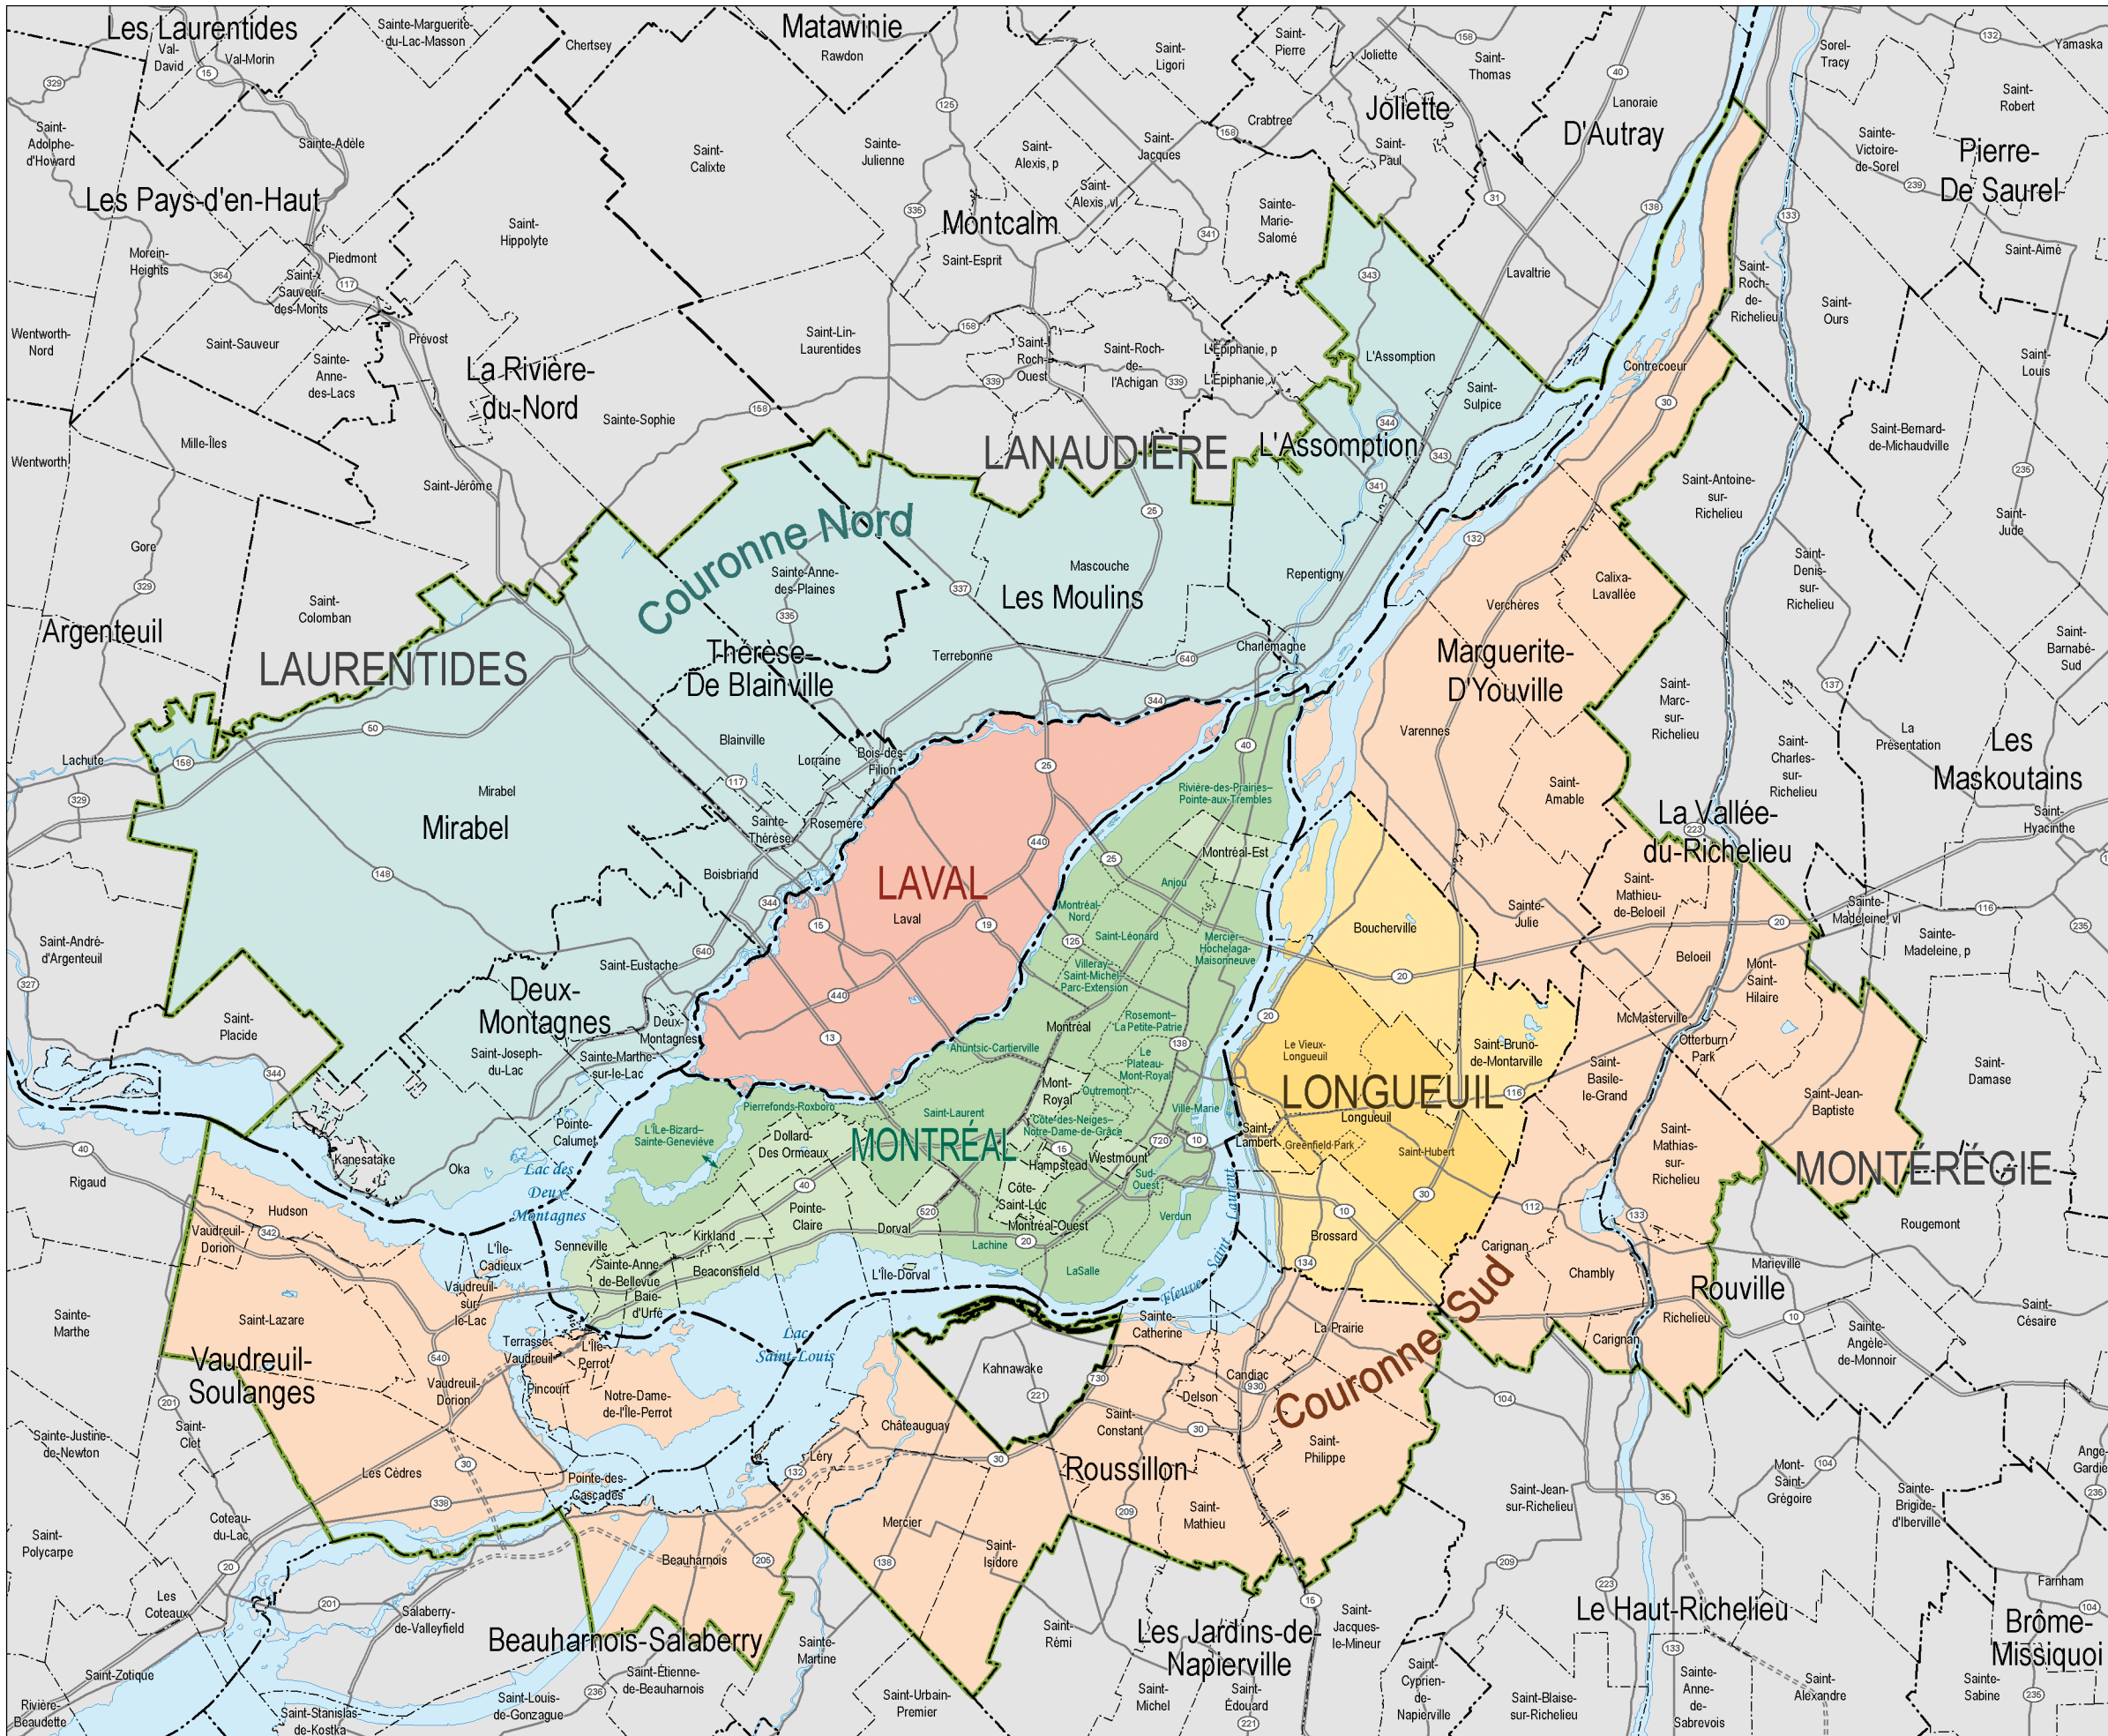 Les Laurentides
Val-
David
Val-Morin
Sainte-Marguerite-
du-Lac-Masson
Chertsey
Matawinie
Rawdon
Saint-
Ligori
Saint-
Pierre
Joliette
Saint-
Thomas
Sorel-
Tracy
Yamaska
Saint-
Adolphe-
d'Howard
Sainte-Adèle
Saint-
Calixte
Sainte-
Julienne
Saint-
Alexis, p
Saint-
Alexis, vl
Saint-
Jacques
Crabtree
Joliette
Saint-
Paul
D'Autray
Lanoraie
Sainte-
Victoire-
de-Sorel
Saint-
Robert
Pierre-
De Saurel
Les Pays-d'en-Haut
Saint-
Hippolyte
Montcalm
Saint-Esprit
Sainte-
Marie-
Salomé
Lavaltrie
Saint-
Roch-
de-
Richelieu
Saint-
Ours
Saint-Aimé
Morein-
Heights
Piedmont
Saint-
Sauveur-
des-Monts
Wentworth-
Nord
Saint-Sauveur
Sainte-
Anne-
des-Lacs
Prévost
La Rivière-
du-Nord
Saint-Lin-
Laurentides
Saint-
Roch-
Ouest
Saint-Roch-
de-
l'Achigan
L'Épiphanie, p
L'Épiphanie, v
L'Assomption
Saint-
Sulpice
Contrecoeur
Saint-
Louis
Wentworth
Mille-Îles
Sainte-Sophie
LANAUDIÈRE
L'Assomption
Saint-Bernard-
de-Michaudville
Saint-Jérôme
Saint-Antoine-
sur-
Richelieu
Saint-
Jude
Gore
Couronne Nord
Sainte-Anne-
des-Plaines
Mascouche
Les Moulins
Repentigny
Verchères
Calixa-
Lavallée
Saint-
Denis-
sur-
Richelieu
Argenteuil
Saint-
Colomban
LAURENTIDES
Thérèse-
De Blainville
Terrebonne
Charlemagne
Marguerite-
D'Youville
Saint-
Marc-
sur-
Richelieu
Saint-
Barnabé-
Sud
Lachute
Blainville
Lorraine
Bois-des-
Filion
Varennes
Saint-
Charles-
sur-
Richelieu
La
Présentation
Les
Maskoutains
Mirabel
Mirabel
Sainte-
Thérèse
Rosemère
Rivière-des-Prairies–
Pointe-aux-Trembles
Saint-
Amable
La Vallée-
du-Richelieu
Saint-
Hyacinthe
Boisbriand
LAVAL
Laval
Montréal-Est
Anjou
Montréal-
Nord
Saint-Léonard
Mercier–
Hochelaga-
Maisonneuve
Boucherville
Sainte-
Julie
Saint-
Mathieu-
de-Beloeil
Sainte-
Madeleine, vl
Sainte-
Madeleine, p
Saint-André-
d'Argenteuil
Saint-Eustache
Villeray–
Saint-Michel–
Parc-Extension
Beloeil
Mont-
Saint-
Hilaire
Deux-
Montagnes
Saint-
Placide
Deux-
Montagnes
Saint-Joseph-
du-Lac
Sainte-Marthe-
sur-le-Lac
Montréal
Rosemont–
La Petite-Patrie
Ahuntsic-Cartierville
Le
Plateau-
Mont-Royal
Le Vieux-
Longueuil
Saint-Bruno-
de-Montarville
McMasterville
Otterburn
Park
Saint-
Damase
Mont-
Royal
Outremont
LONGUEUIL
Longueuil
Saint-
Basile-
le-Grand
Saint-Jean-
Baptiste
Pierrefonds-Roxboro
L'Île-Bizard–
Sainte-Geneviève
Pointe-
Calumet
Dollard-
Des Ormeaux
Saint-Laurent
MONTRÉAL
Côte-des-Neiges–
Notre-Dame-de-Grâce
Ville-Marie
Saint-
Lambert
Greenfield Park
Saint-Hubert
Saint-
Mathias-
sur-
Richelieu
MONTÉRÉGIE
Kanesatake
Oka
Lac des
Deux-
Montagnes
Hampstead
Westmount
Sud-
Ouest
Rigaud
Hudson
Vaudreuil-
Dorion
Pointe-
Claire
Côte-
Saint-Luc
Montréal-Ouest
Verdun
Fleuve Saint Laurent
Brossard
Rougemont
Senneville
Kirkland
Dorval
Lachine
L'Île-
Cadieux
Sainte-Anne-
de-Bellevue
Beaconsfield
L'Île-Dorval
LaSalle
Carignan
Chambly
Marieville
Vaudreuil-
sur-
le-Lac
Baie-
d'Urfé
Rouville
Richelieu
Saint-Lazare
Sainte-
Marthe
Terrasse-
Vaudreuil
L'Île-
Perrot
Lac
Saint-Louis
Sainte-
Catherine
La Prairie
Couronne Sud
Carignan
Sainte-
Angèle-
de-Monnoir
Saint-
Césaire
Vaudreuil-
Soulanges
Vaudreuil-
Dorion
Pincourt
Notre-Dame-
de-l'Île-Perrot
Kahnawake
Candiac
Delson
Saint-
Constant
Châteauguay
Saint-
Philippe
Sainte-Justine-
de-Newton
Saint-
Clet
Les Cèdres
Pointe-des-
Cascades
Léry
Roussillon
Saint-
Mathieu
Saint-Jean-
sur-Richelieu
Mont-
Saint-
Grégoire
Sainte-
Brigide-
d'Iberville
Ange-
Gardie
Coteau-
du-Lac
Saint-
Polycarpe
Mercier
Saint-
Isidore
Beauharnois
Les
Coteaux
Salaberry-
de-Valleyfield
Beauharnois-Salaberry
Sainte-
Martine
Saint-
Rémi
Les Jardins-de-
Napierville
Saint-
Jacques-
le-Mineur
Le Haut-Richelieu
Farnham
Brôme-
Missiquoi
Saint-Zotique
Saint-Étienne-
de-Beauharnois
Saint-Louis-
de-Gonzague
Saint-Urbain-
Premier
Saint-
Michel
Saint-
Édouard
Saint-
Cyprien-
de-
Napierville
Saint-Blaise-
sur-Richelieu
Sainte-
Anne-
de-
Sabrevois
Saint-
Alexandre
Sainte-
Sabine
Rivière-
Beaudette
Saint-Stanislas-
de-Kostka